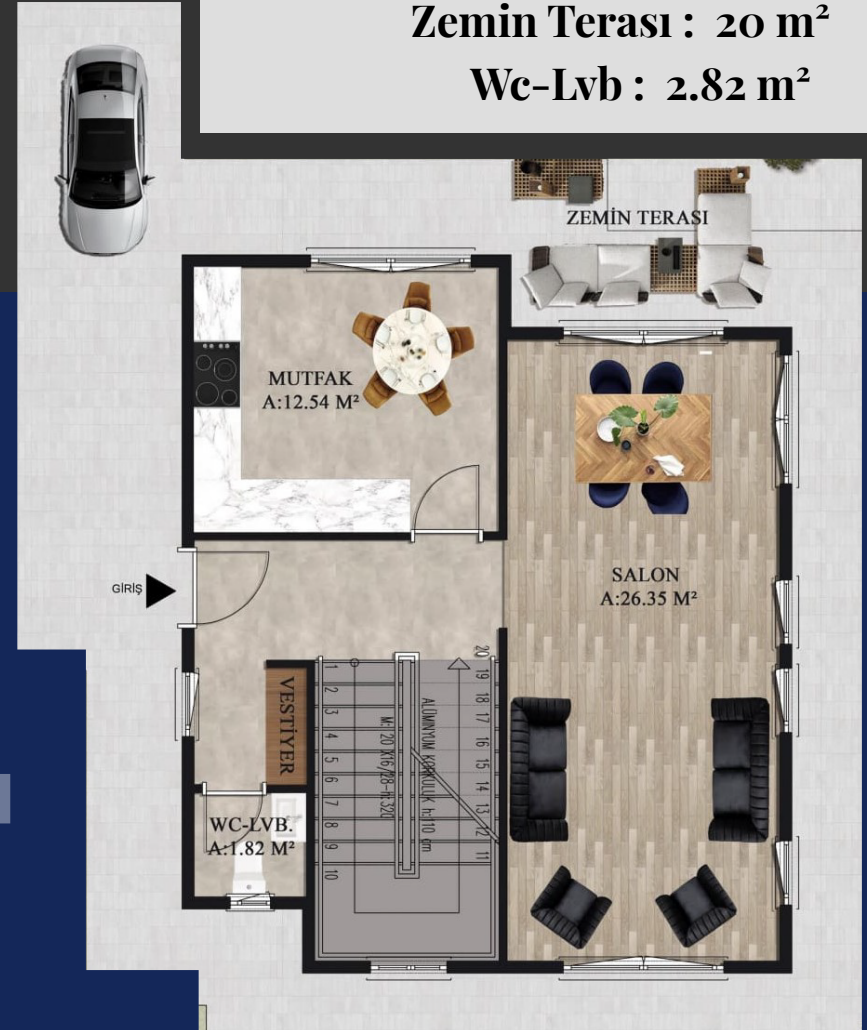 Zemin Terası : 20 m²
Wc-Lvb : 2.82 m²
ZEMİN TERASI
MUTFAK
A:12.54 M²
GİRİŞ
SALON
A:26.35 M²
VESTİYER
WC-LVB.
A:1.82 M²
1
2
3
4
5
6
7
8
9
10
11
12
13
14
15
16
17
18
19
20
M: 20 X16/28-h:320
ALÜMİNYUM KORKULUK h:110 cm